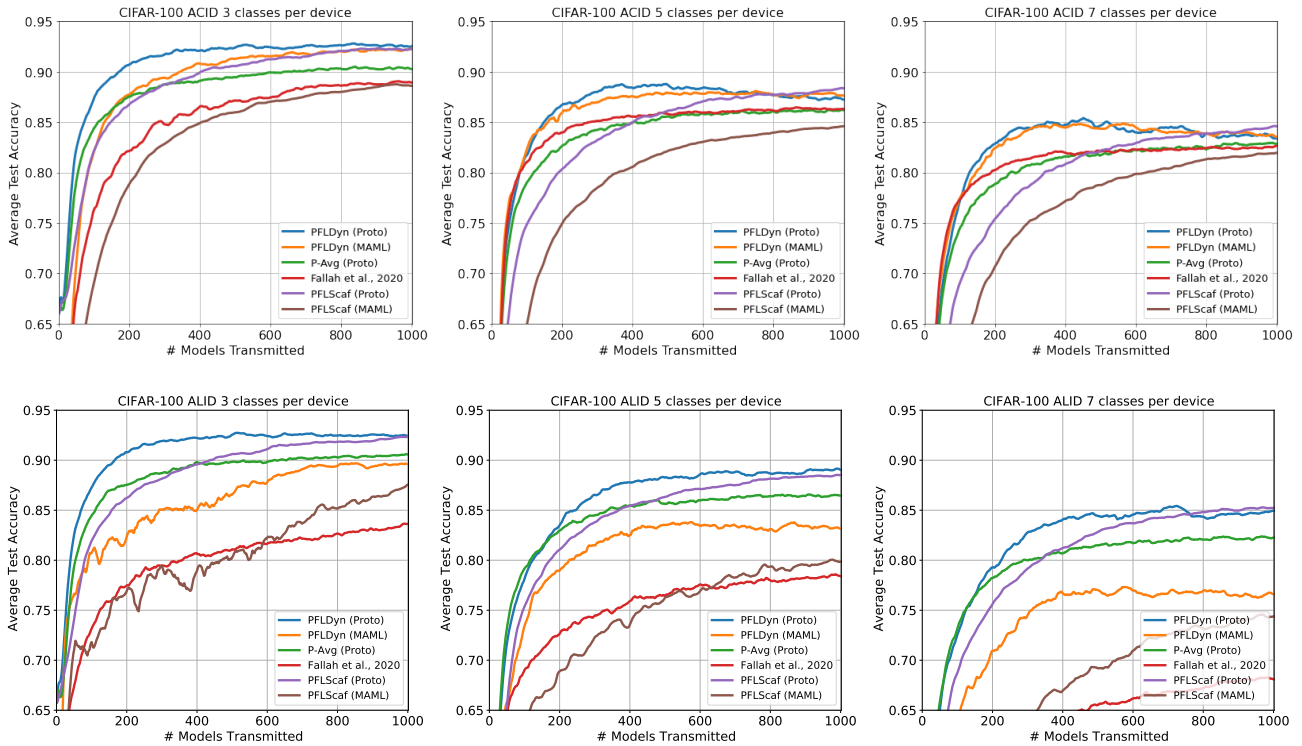 CIFAR-100 ACID 3 classes per device
Average Test Accuracy
0.95
0.90
0.85
0.80
0.75
0.70
0.65
0 200 400 600 800 1000
# Models Transmitted
PFLDyn (Proto)
PFLDyn (MAML)
P-Avg (Proto)
Fallah et al., 2020
PFLScaf (Proto)
PFLScaf (MAML)
CIFAR-100 ACID 5 classes per device
Average Test Accuracy
0.95
0.90
0.85
0.80
0.75
0.70
0.65
0 200 400 600 800 1000
# Models Transmitted
PFLDyn (Proto)
PFLDyn (MAML)
P-Avg (Proto)
Fallah et al., 2020
PFLScaf (Proto)
PFLScaf (MAML)
CIFAR-100 ACID 7 classes per device
Average Test Accuracy
0.95
0.90
0.85
0.80
0.75
0.70
0.65
0 200 400 600 800 1000
# Models Transmitted
PFLDyn (Proto)
PFLDyn (MAML)
P-Avg (Proto)
Fallah et al., 2020
PFLScaf (Proto)
PFLScaf (MAML)
CIFAR-100 ALID 3 classes per device
Average Test Accuracy
0.95
0.90
0.85
0.80
0.75
0.70
0.65
0 200 400 600 800 1000
# Models Transmitted
PFLDyn (Proto)
PFLDyn (MAML)
P-Avg (Proto)
Fallah et al., 2020
PFLScaf (Proto)
PFLScaf (MAML)
CIFAR-100 ALID 5 classes per device
Average Test Accuracy
0.95
0.90
0.85
0.80
0.75
0.70
0.65
0 200 400 600 800 1000
# Models Transmitted
PFLDyn (Proto)
PFLDyn (MAML)
P-Avg (Proto)
Fallah et al., 2020
PFLScaf (Proto)
PFLScaf (MAML)
CIFAR-100 ALID 7 classes per device
Average Test Accuracy
0.95
0.90
0.85
0.80
0.75
0.70
0.65
0 200 400 600 800 1000
# Models Transmitted
PFLDyn (Proto)
PFLDyn (MAML)
P-Avg (Proto)
Fallah et al., 2020
PFLScaf (Proto)
PFLScaf (MAML)